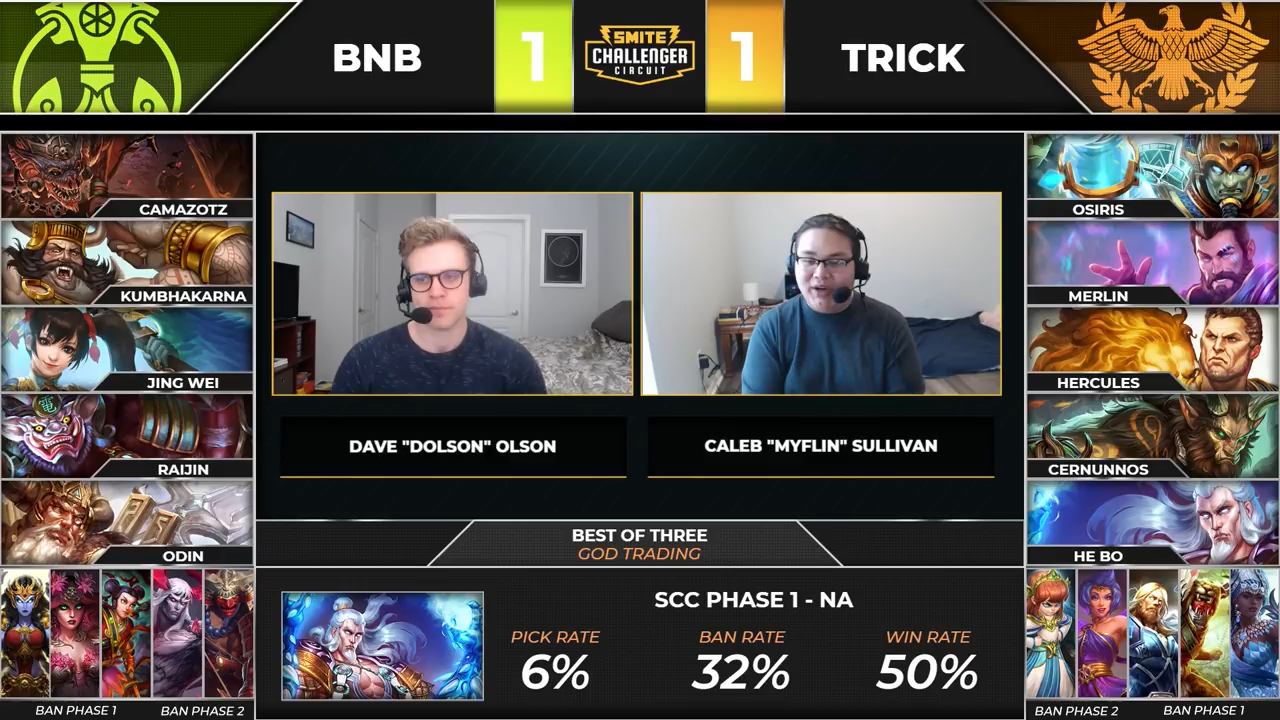 BNB
1
SMITE
CHALLENGER
CIRCUIT
1
TRICK
CAMAZOTZ
KUMBHAKARNA
JING WEI
RAIJIN
ODIN
OSIRIS
MERLIN
HERCULES
CERNUNNOS
HE BO
DAVE "DOLSON" OLSON
CALEB "MYFLIN" SULLIVAN
BEST OF THREE
GOD TRADING
SCC PHASE 1 - NA
PICK RATE
BAN RATE
WIN RATE
6%
32%
50%
BAN PHASE 1
BAN PHASE 2
BAN PHASE 2
BAN PHASE 1